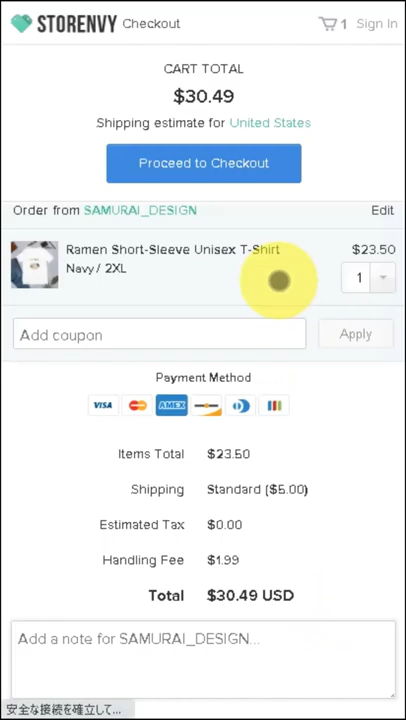 STORENVY Checkout 1 Sign In
CART TOTAL
$30.49
Shipping estimate for United States
Proceed to Checkout
Order from SAMURAI_DESIGN Edit
Ramen Short-Sleeve Unisex T-Shirt $23.50
Navy / 2XL 1
Add coupon Apply
Payment Method
VISA AMEX
Items Total $23.50
Shipping Standard ($5.00)
Estimated Tax $0.00
Handling Fee $1.99
Total $30.49 USD
Add a note for SAMURAI_DESIGN...
安全な接続を確立して...